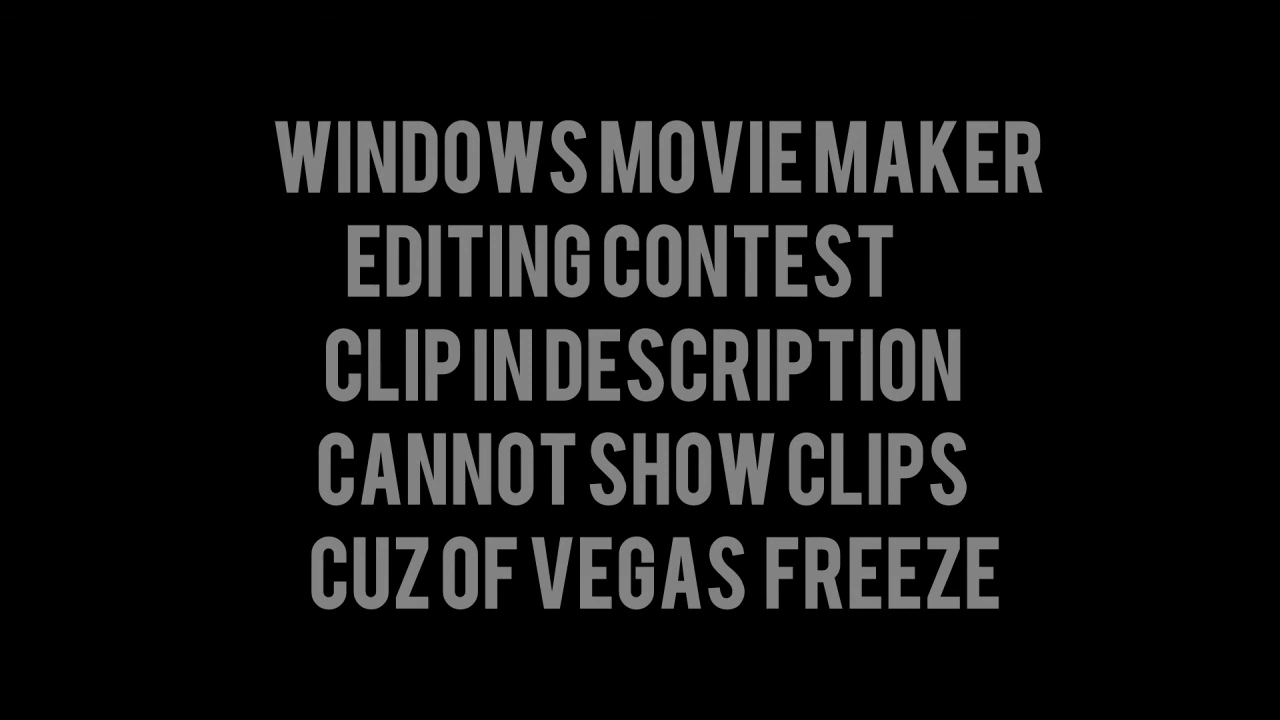 WINDOWS MOVIE MAKER
EDITING CONTEST
CLIP IN DESCRIPTION
CANNOT SHOW CLIPS
CUZ OF VEGAS FREEZE